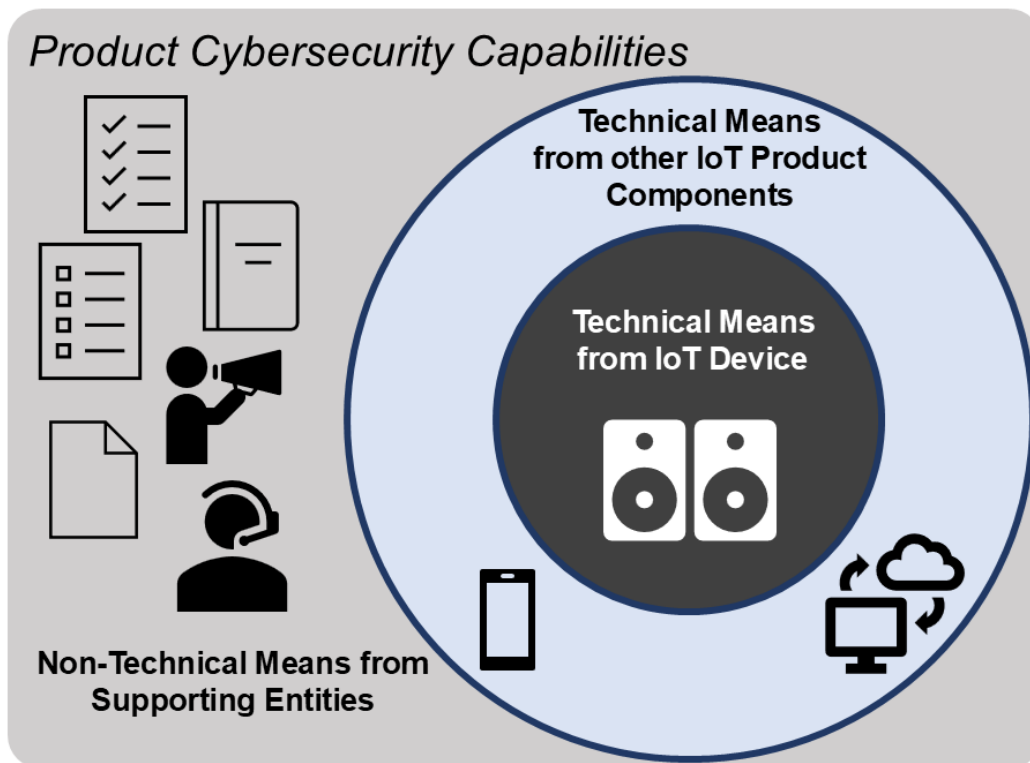 Product Cybersecurity Capabilities
Technical Means
from other IoT Product
Components
Technical Means
from IoT Device
Non-Technical Means from
Supporting Entities